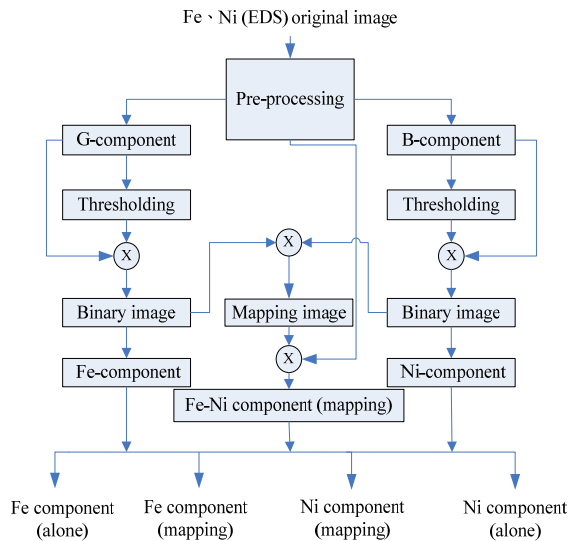 Fe、Ni (EDS) original image
Pre-processing
G-component
B-component
Thresholding
Thresholding
X
X
X
Binary image
Mapping image
Binary image
X
Fe-component
Ni-component
Fe-Ni component (mapping)
Fe component
(alone)
Fe component
(mapping)
Ni component
(mapping)
Ni component
(alone)